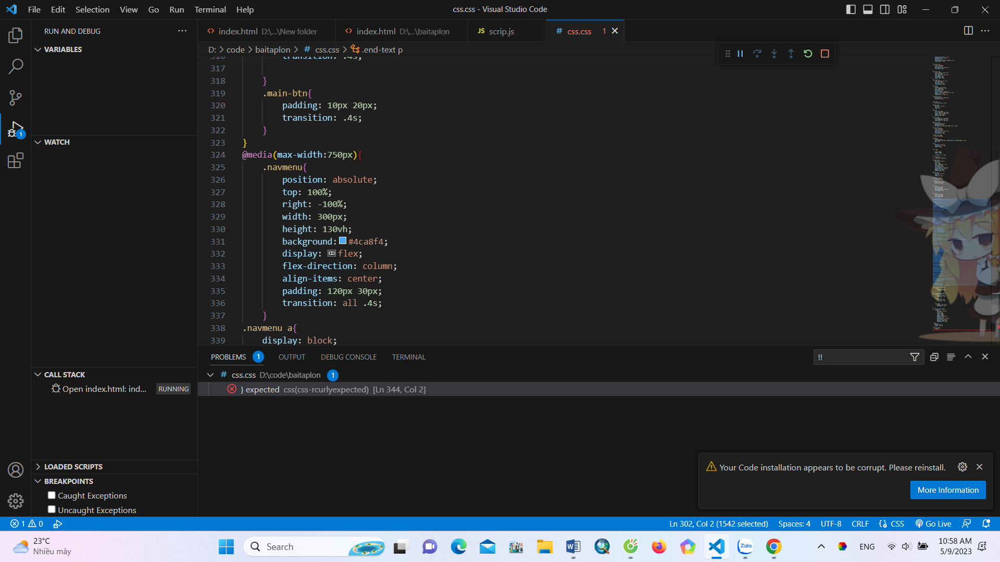 File Edit Selection View Go Run Terminal Help
css.css - Visual Studio Code
RUN AND DEBUG
index.html D:\...\New folder
index.html D:\...\baitaplon
JS scrip.js
# css.css 1
VARIABLES
D: > code > baitaplon > # css.css > .end-text p
316 transition: .4s;
317
318 }
319 .main-btn{
320 padding: 10px 20px;
321 transition: .4s;
322 }
WATCH
323 }
324 @media(max-width:750px){
325 .navmenu{
326 position: absolute;
327 top: 100%;
328 right: -100%;
329 width: 300px;
330 height: 130vh;
331 background: #4ca8f4;
332 display: flex;
333 flex-direction: column;
334 align-items: center;
335 padding: 120px 30px;
336 transition: all .4s;
337 }
338 .navmenu a{
339 display: block;
PROBLEMS 1 OUTPUT DEBUG CONSOLE TERMINAL
!!
CALL STACK
# css.css D:\code\baitaplon 1
Open index.html: ind... RUNNING
} expected css(css-rcurlyexpected) [Ln 344, Col 2]
LOADED SCRIPTS
BREAKPOINTS
Caught Exceptions
Uncaught Exceptions
Your Code installation appears to be corrupt. Please reinstall.
More Information
1 0
Ln 302, Col 2 (1542 selected) Spaces: 4 UTF-8 CRLF {} CSS Go Live
23°C
Nhiều mây
Search
Zalo
ENG
10:58 AM
5/9/2023